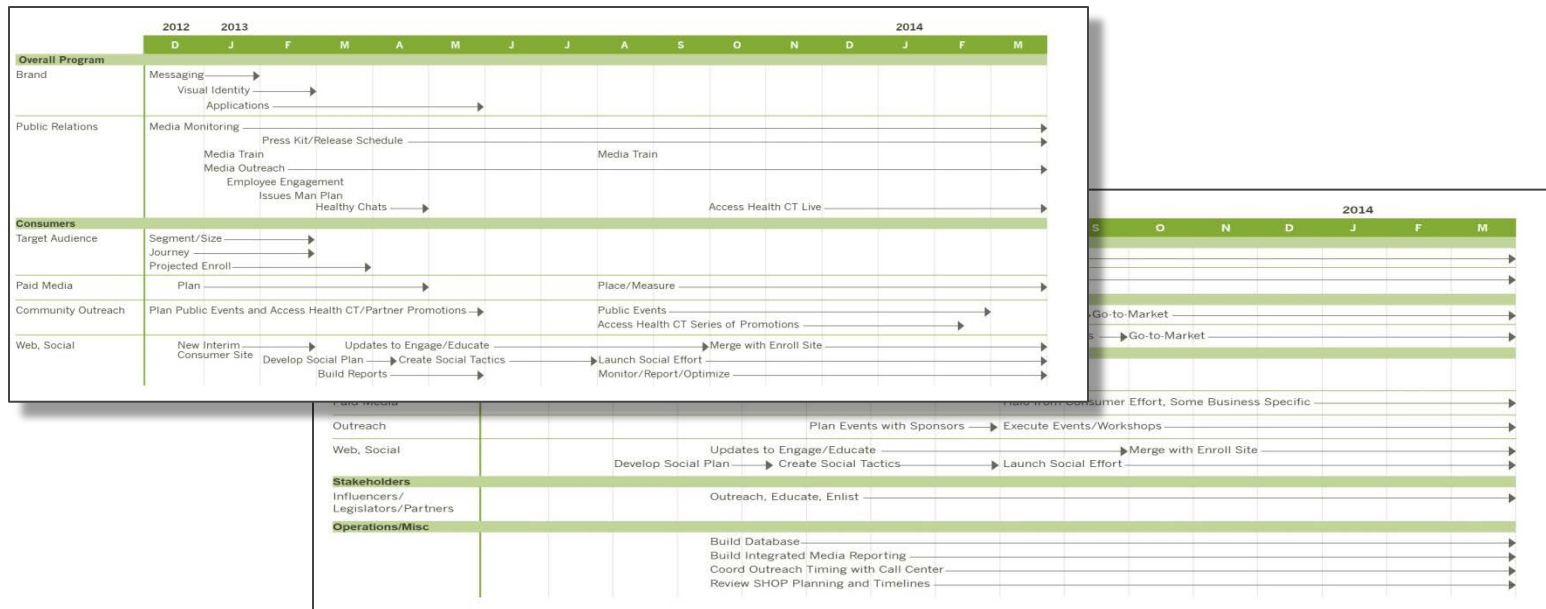 2012 2013 2014
D J F M A M J J A S O N D J F M
Overall Program
Brand Messaging
Visual Identity
Applications
Public Relations Media Monitoring
Press Kit/Release Schedule
Media Train Media Train
Media Outreach
Employee Engagement
Issues Man Plan
Healthy Chats Access Health CT Live
Consumers
Target Audience Segment/Size
Journey
Projected Enroll
Paid Media Plan Place/Measure
Community Outreach Plan Public Events and Access Health CT/Partner Promotions Public Events
Access Health CT Series of Promotions
Web, Social New Interim Updates to Engage/Educate Merge with Enroll Site
Consumer Site Develop Social Plan Create Social Tactics Launch Social Effort
Build Reports Monitor/Report/Optimize
2014
S O N D J F M
Go-to-Market
Go-to-Market
Paid Media Consumer Effort, Some Business Specific
Outreach Plan Events with Sponsors Execute Events/Workshops
Web, Social Updates to Engage/Educate Merge with Enroll Site
Develop Social Plan Create Social Tactics Launch Social Effort
Stakeholders
Influencers/ Outreach, Educate, Enlist
Legislators/Partners
Operations/Misc
Build Database
Build Integrated Media Reporting
Coord Outreach Timing with Call Center
Review SHOP Planning and Timelines